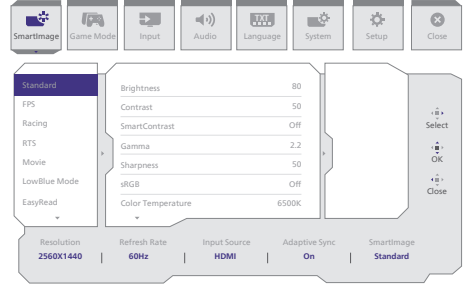 SmartImage
Game Mode
Input
Audio
TXT
Language
System
Setup
Close
Standard
FPS
Racing
RTS
Movie
LowBlue Mode
EasyRead
Brightness 80
Contrast 50
SmartContrast Off
Gamma 2.2
Sharpness 50
sRGB Off
Color Temperature 6500K
Select
OK
Close
Resolution Refresh Rate Input Source Adaptive Sync SmartImage
2560X1440 | 60Hz | HDMI | On | Standard